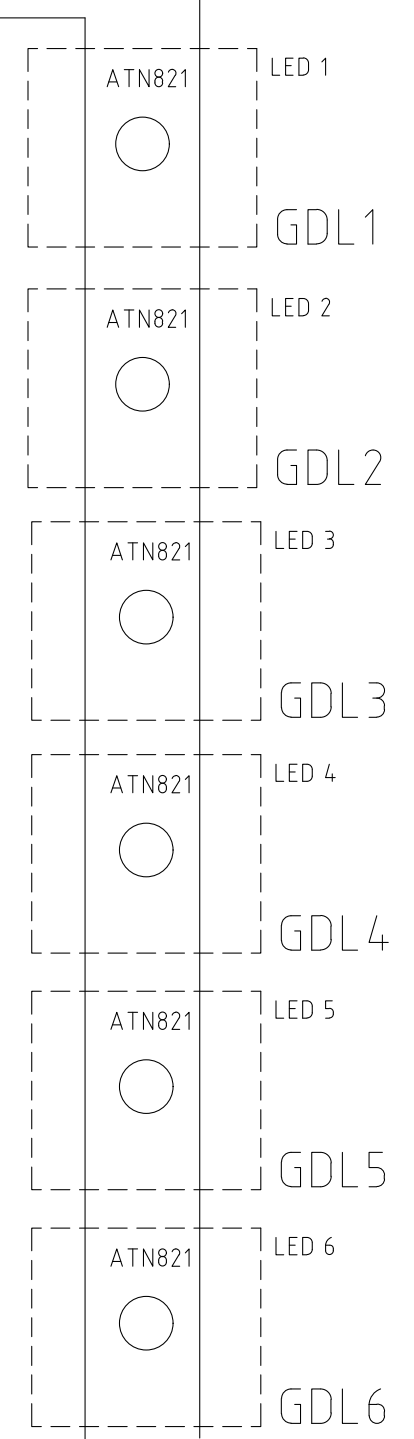 LED 1
ATN821
GDL1
LED 2
ATN821
GDL2
LED 3
ATN821
GDL3
LED 4
ATN821
GDL4
LED 5
ATN821
GDL5
LED 6
ATN821
GDL6